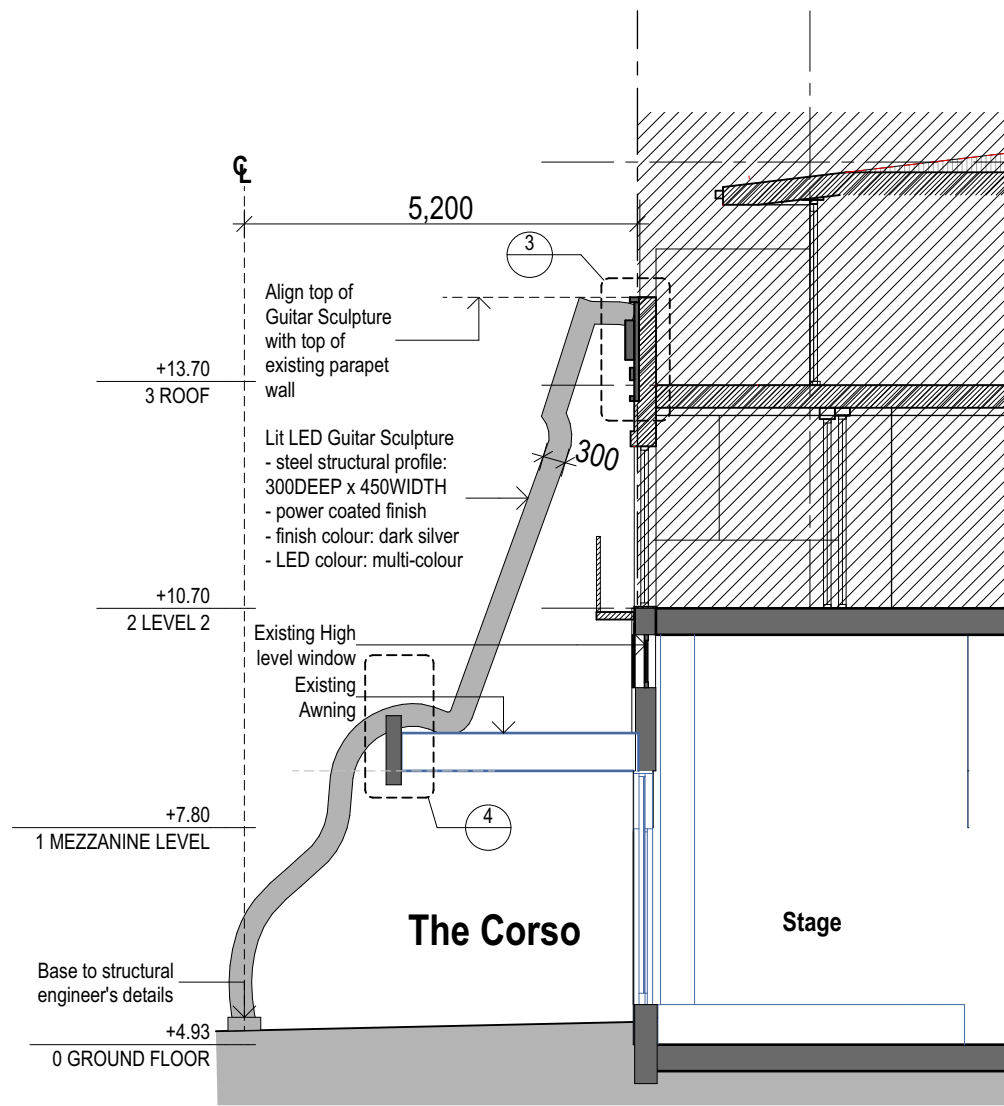 ℄
5,200
3
Align top of
Guitar Sculpture
with top of
existing parapet
wall
+13.70
3 ROOF
Lit LED Guitar Sculpture
- steel structural profile:
300DEEP x 450WIDTH
- power coated finish
- finish colour: dark silver
- LED colour: multi-colour
300
+10.70
2 LEVEL 2
Existing High
level window
Existing
Awning
+7.80
1 MEZZANINE LEVEL
4
The Corso
Stage
Base to structural
engineer's details
+4.93
0 GROUND FLOOR